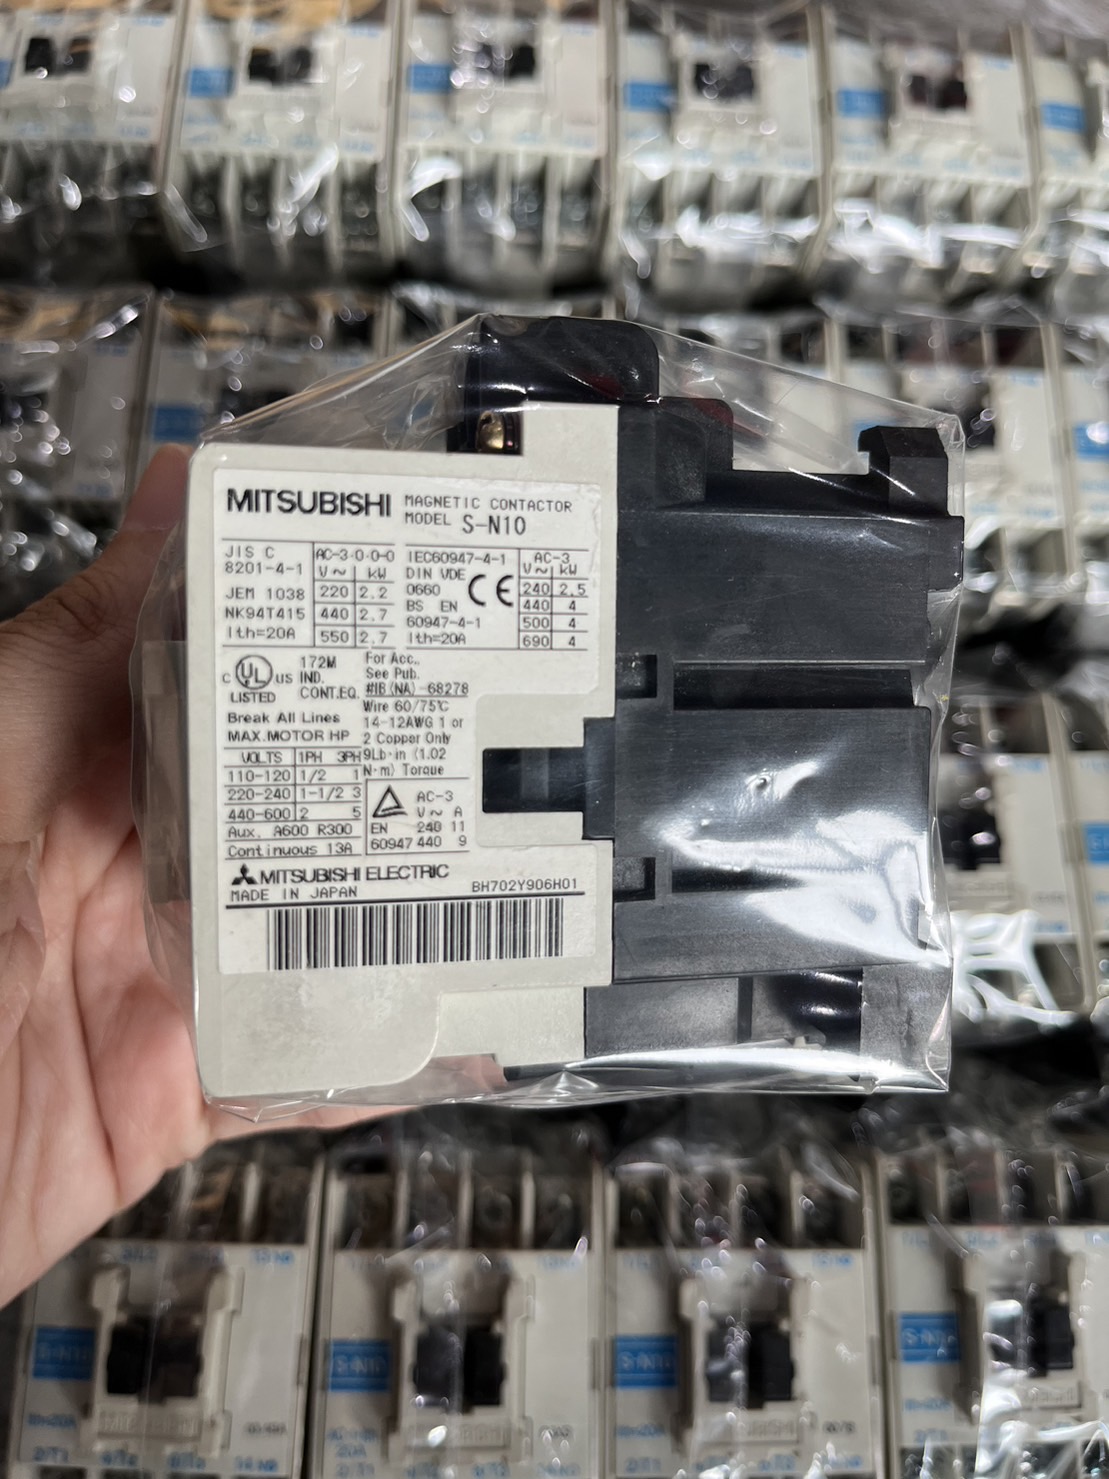 MITSUBISHI MAGNETIC CONTACTOR
MODEL S-N10
JIS C
8201-4-1
JEM 1038
NK94T415
Ith=20A
AC-3·0-0-0
V~ kW
220 2.2
440 2.7
550 2.7
IEC60947-4-1
DIN VDE
0660
BS EN
60947-4-1
Ith=20A
CE
AC-3
V~ kW
240 2.5
440 4
500 4
690 4
C UL US
LISTED
172M
IND.
CONT.EQ.
For Acc.,
See Pub.
#IB(NA)-68278
Wire 60/75℃
14-12AWG 1 or
2 Copper Only
9Lb·in (1.02
N·m) Torque
Break All Lines
MAX.MOTOR HP
VOLTS 1PH 3PH
110-120 1/2 1
220-240 1-1/2 3
440-600 2 5
Aux. A600 R300
Continuous 13A
AC-3
V~ A
EN 240 11
60947 440 9
MITSUBISHI ELECTRIC
MADE IN JAPAN BH702Y906H01
S-N10
S-N10
S-N10
S-N10